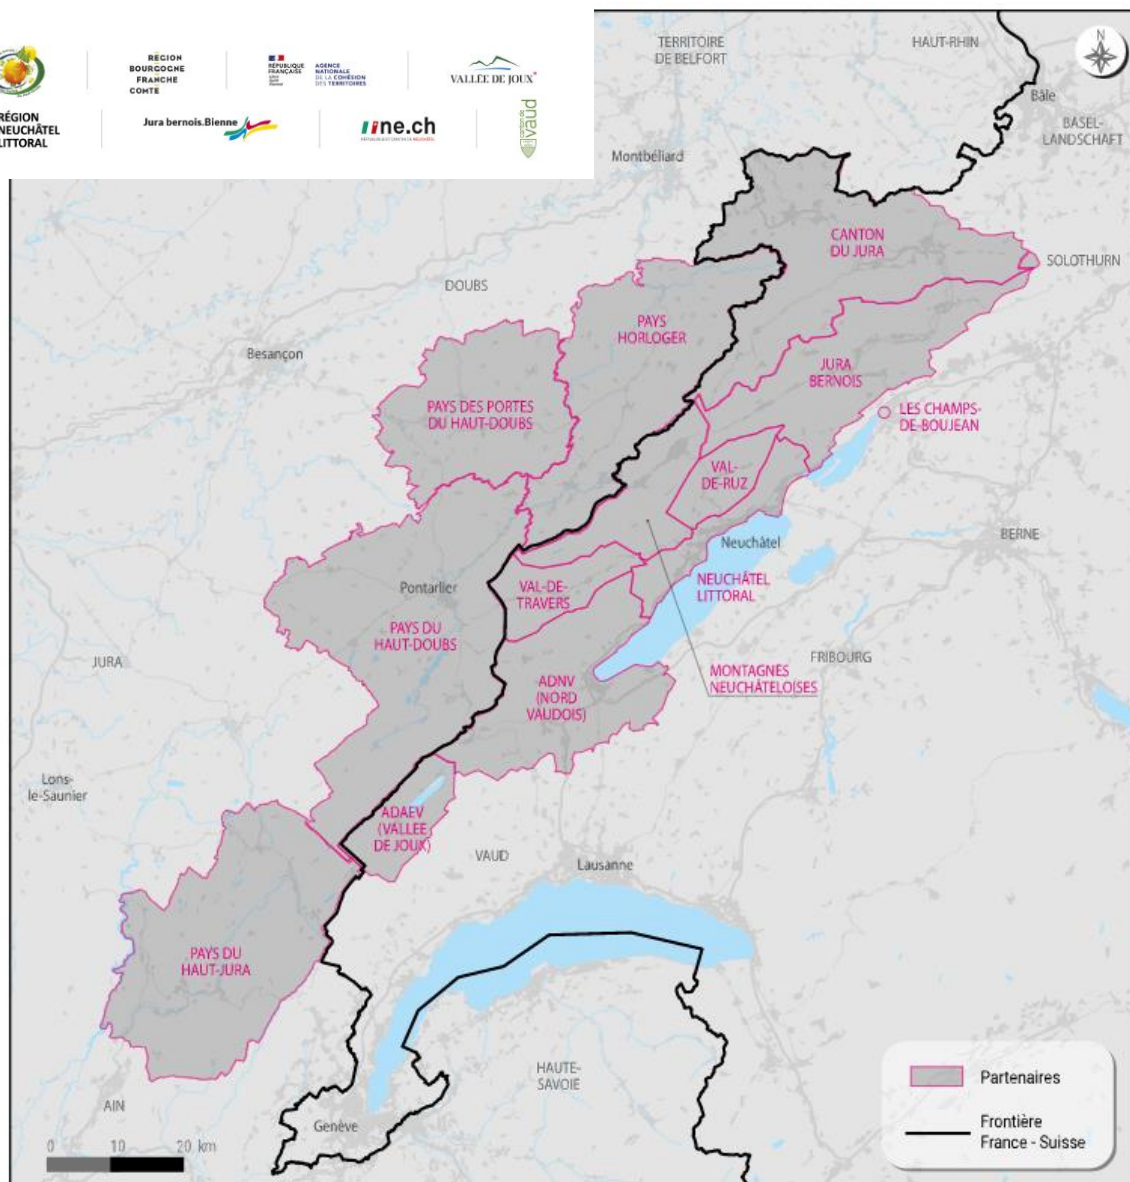 RÉGION
BOURGOGNE
FRANCHE
COMTE
RÉPUBLIQUE
FRANÇAISE
AGENCE
NATIONALE
DE LA COHÉSION
DES TERRITOIRES
VALLÉE DE JOUX
RÉGION
NEUCHÂTEL
LITTORAL
Jura bernois.Bienne
ne.ch
canton de
vaud
TERRITOIRE
DE BELFORT
HAUT-RHIN
N
Bâle
BASEL-
LANDSCHAFT
Montbéliard
CANTON
DU JURA
SOLOTHURN
DOUBS
PAYS
HORLOGER
Besançon
JURA
BERNOIS
PAYS DES PORTES
DU HAUT-DOUBS
LES CHAMPS-
DE-BOUJEAN
VAL-
DE-RUZ
BERNE
Neuchâtel
Pontarlier
VAL-DE-
TRAVERS
NEUCHÂTEL
LITTORAL
PAYS DU
HAUT-DOUBS
JURA
FRIBOURG
MONTAGNES
NEUCHÂTELOISES
ADNV
(NORD
VAUDOIS)
Lons-
le-Saunier
ADAEV
(VALLEE
DE JOUX)
VAUD
Lausanne
PAYS DU
HAUT-JURA
HAUTE-
SAVOIE
AIN
Genève
0 10 20 km
Partenaires
Frontière
France - Suisse